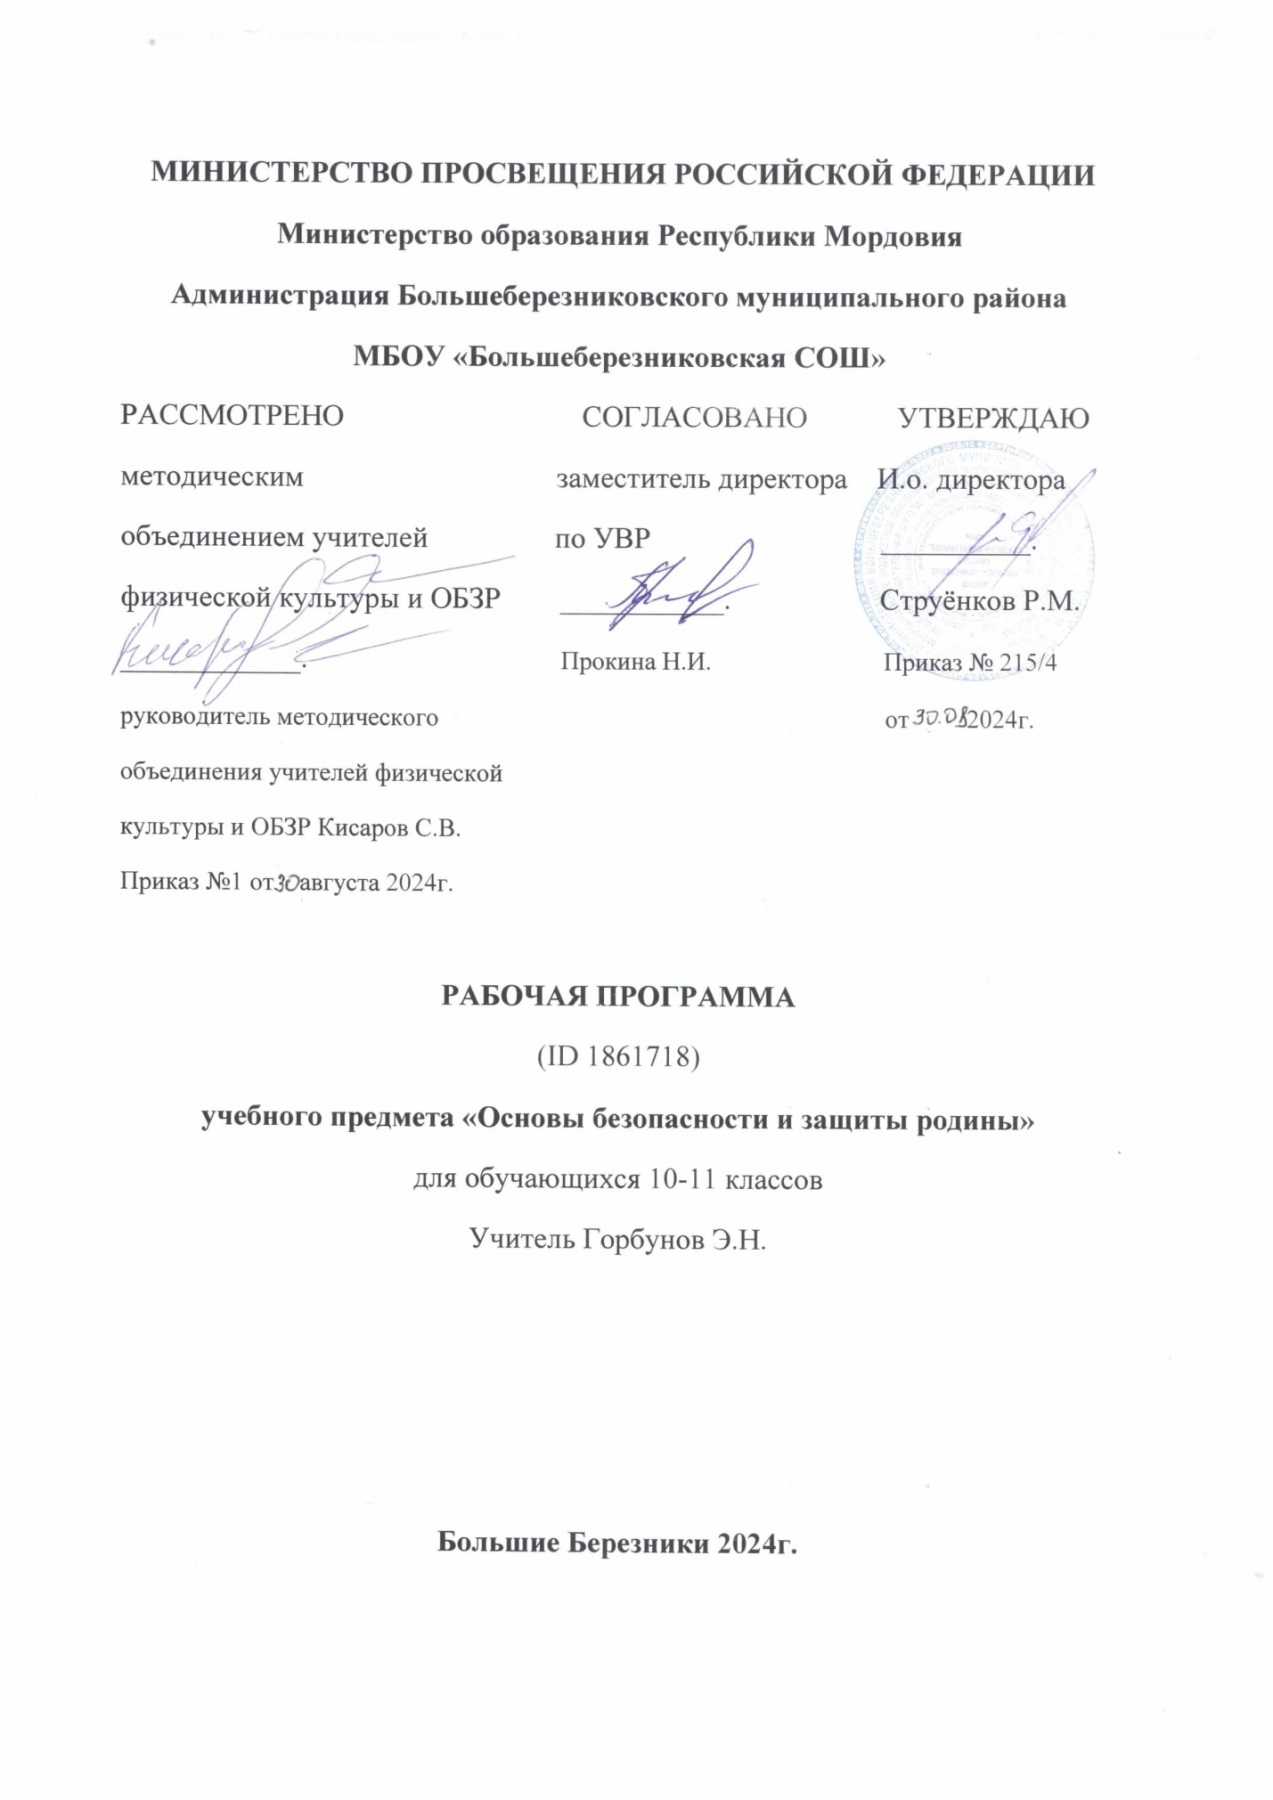 МИНИСТЕРСТВО ПРОСВЕЩЕНИЯ РОССИЙСКОЙ ФЕДЕРАЦИИ
Министерство образования Республики Мордовия
Администрация Большеберезниковского муниципального района
МБОУ «Большеберезниковская СОШ»
РАССМОТРЕНО
методическим
объединением учителей
физической культуры и ОБЗР
руководитель методического
объединения учителей физической
культуры и ОБЗР Кисаров С.В.
Приказ №1 от 30 августа 2024г.
СОГЛАСОВАНО
заместитель директора
по УВР
Прокина Н.И.
УТВЕРЖДАЮ
И.о. директора
Струёнков Р.М.
Приказ № 215/4
от 30.08 2024г.
РАБОЧАЯ ПРОГРАММА
(ID 1861718)
учебного предмета «Основы безопасности и защиты родины»
для обучающихся 10-11 классов
Учитель Горбунов Э.Н.
Большие Березники 2024г.